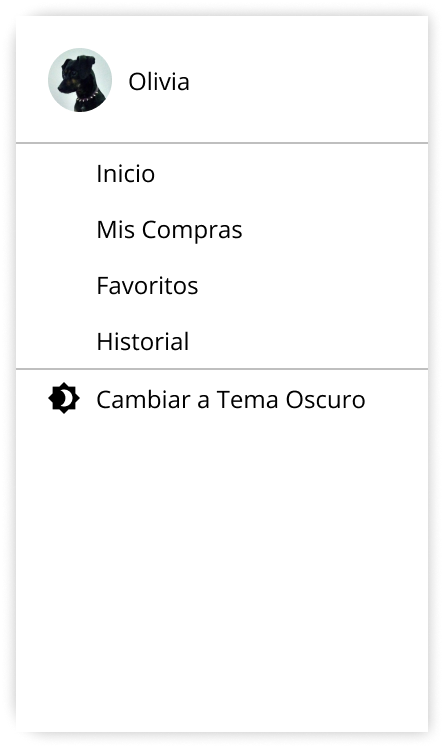 Olivia
Inicio
Mis Compras
Favoritos
Historial
Cambiar a Tema Oscuro